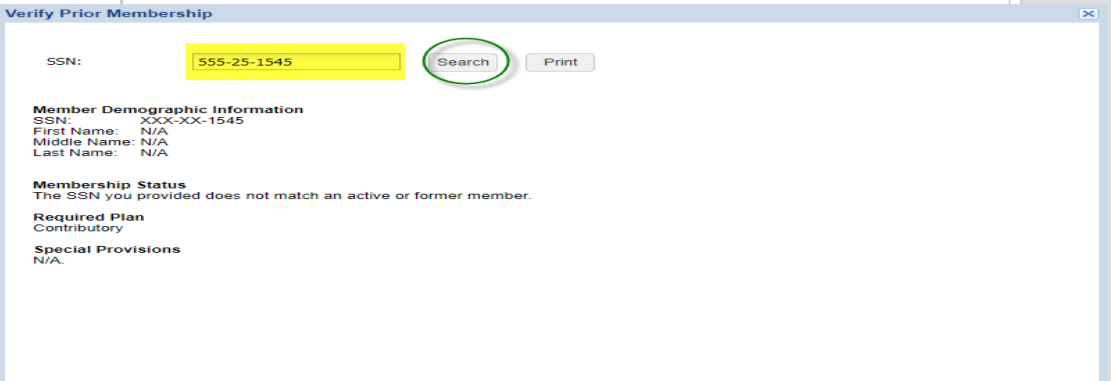 Verify Prior Membership
SSN: 555-25-1545 Search Print
Member Demographic Information
SSN: XXX-XX-1545
First Name: N/A
Middle Name: N/A
Last Name: N/A
Membership Status
The SSN you provided does not match an active or former member.
Required Plan
Contributory
Special Provisions
N/A.